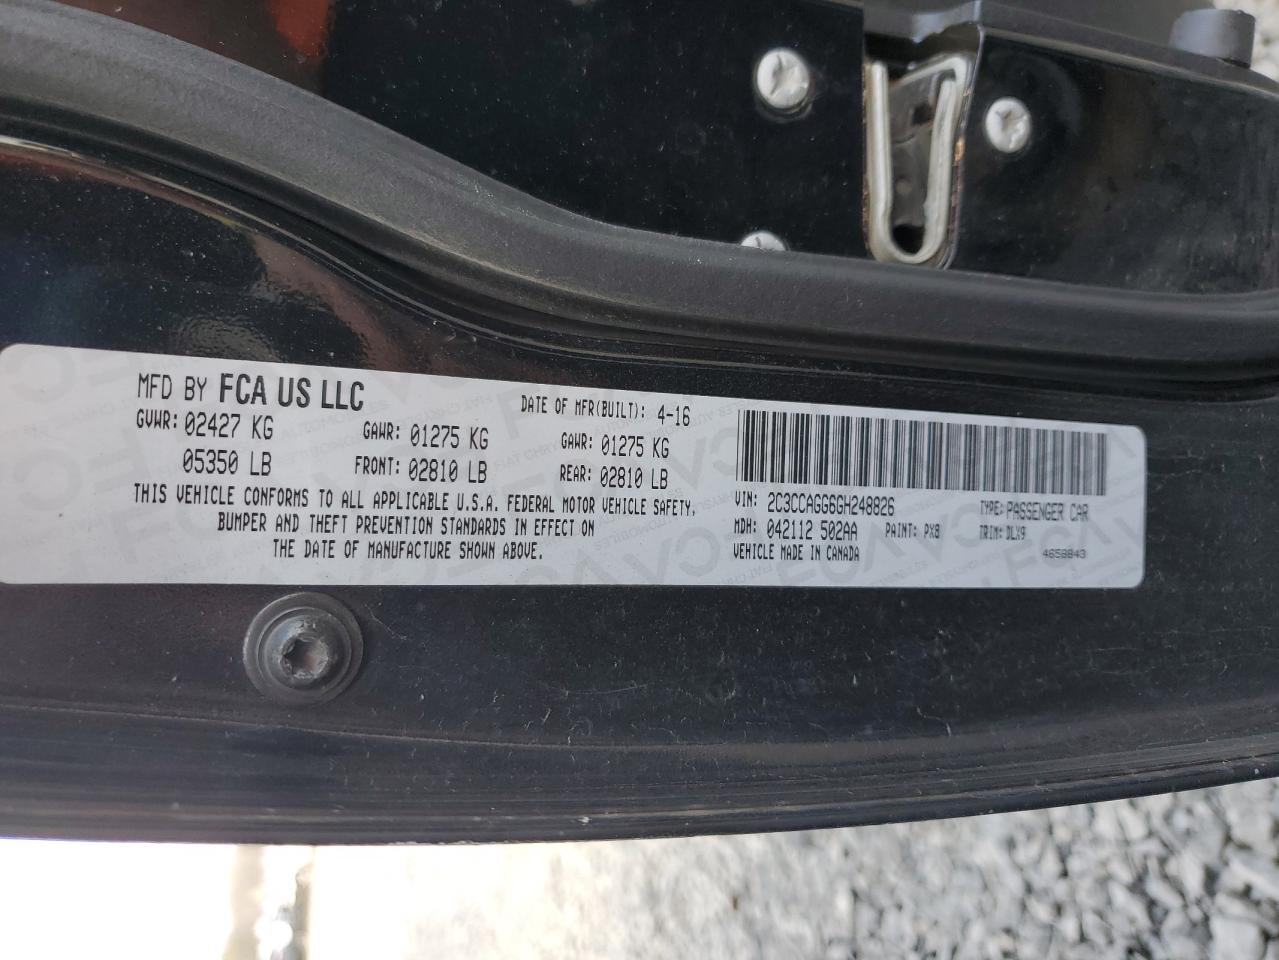 MFD BY FCA US LLC
DATE OF MFR(BUILT): 4-16
GVWR: 02427 KG
GAWR: 01275 KG
GAWR: 01275 KG
05350 LB
FRONT: 02810 LB
REAR: 02810 LB
THIS VEHICLE CONFORMS TO ALL APPLICABLE U.S.A. FEDERAL MOTOR VEHICLE SAFETY,
BUMPER AND THEFT PREVENTION STANDARDS IN EFFECT ON
THE DATE OF MANUFACTURE SHOWN ABOVE.
VIN: 2C3CCAGG6GH248826
TYPE: PASSENGER CAR
MDH: 042112 502AA
PAINT: PX8
TRIM: DLX9
VEHICLE MADE IN CANADA
4658843